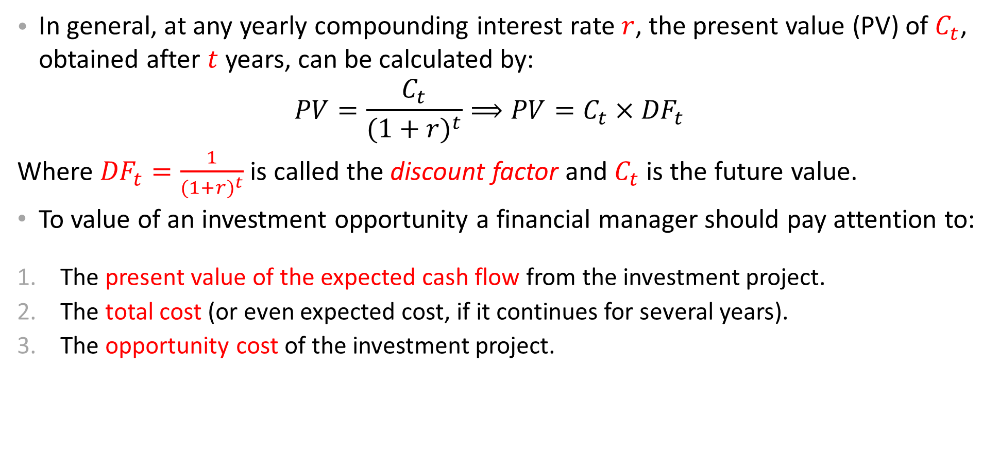 • In general, at any yearly compounding interest rate r, the present value (PV) of C_t,
obtained after t years, can be calculated by:
PV = C_t / (1 + r)^t ⟹ PV = C_t × DF_t
Where DF_t = 1 / (1+r)^t is called the discount factor and C_t is the future value.
• To value of an investment opportunity a financial manager should pay attention to:
1. The present value of the expected cash flow from the investment project.
2. The total cost (or even expected cost, if it continues for several years).
3. The opportunity cost of the investment project.